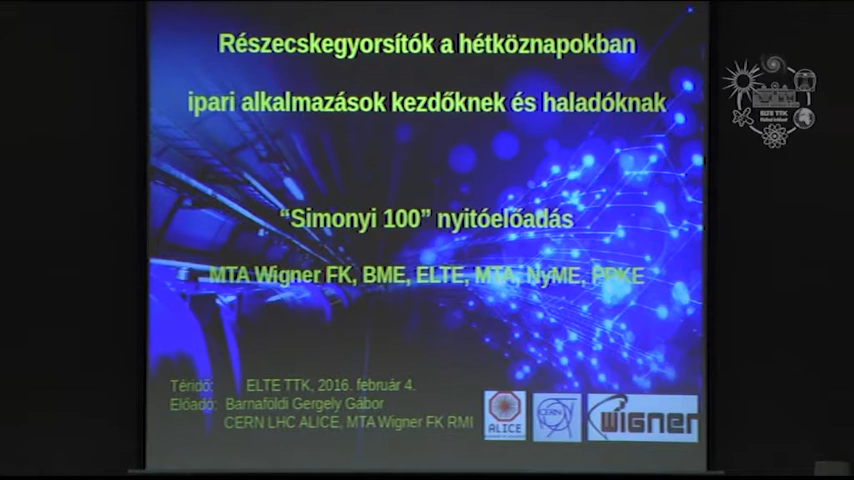 Részecskegyorsítók a hétköznapokban
ipari alkalmazások kezdőknek és haladóknak
“Simonyi 100” nyitóelőadás
MTA Wigner FK, BME, ELTE, MTA, NyME, PPKE
Téridő: ELTE TTK, 2016. február 4.
Előadó: Barnaföldi Gergely Gábor
CERN LHC ALICE, MTA Wigner FK RMI
ALICE
CERN
wigner
ELTE TTK